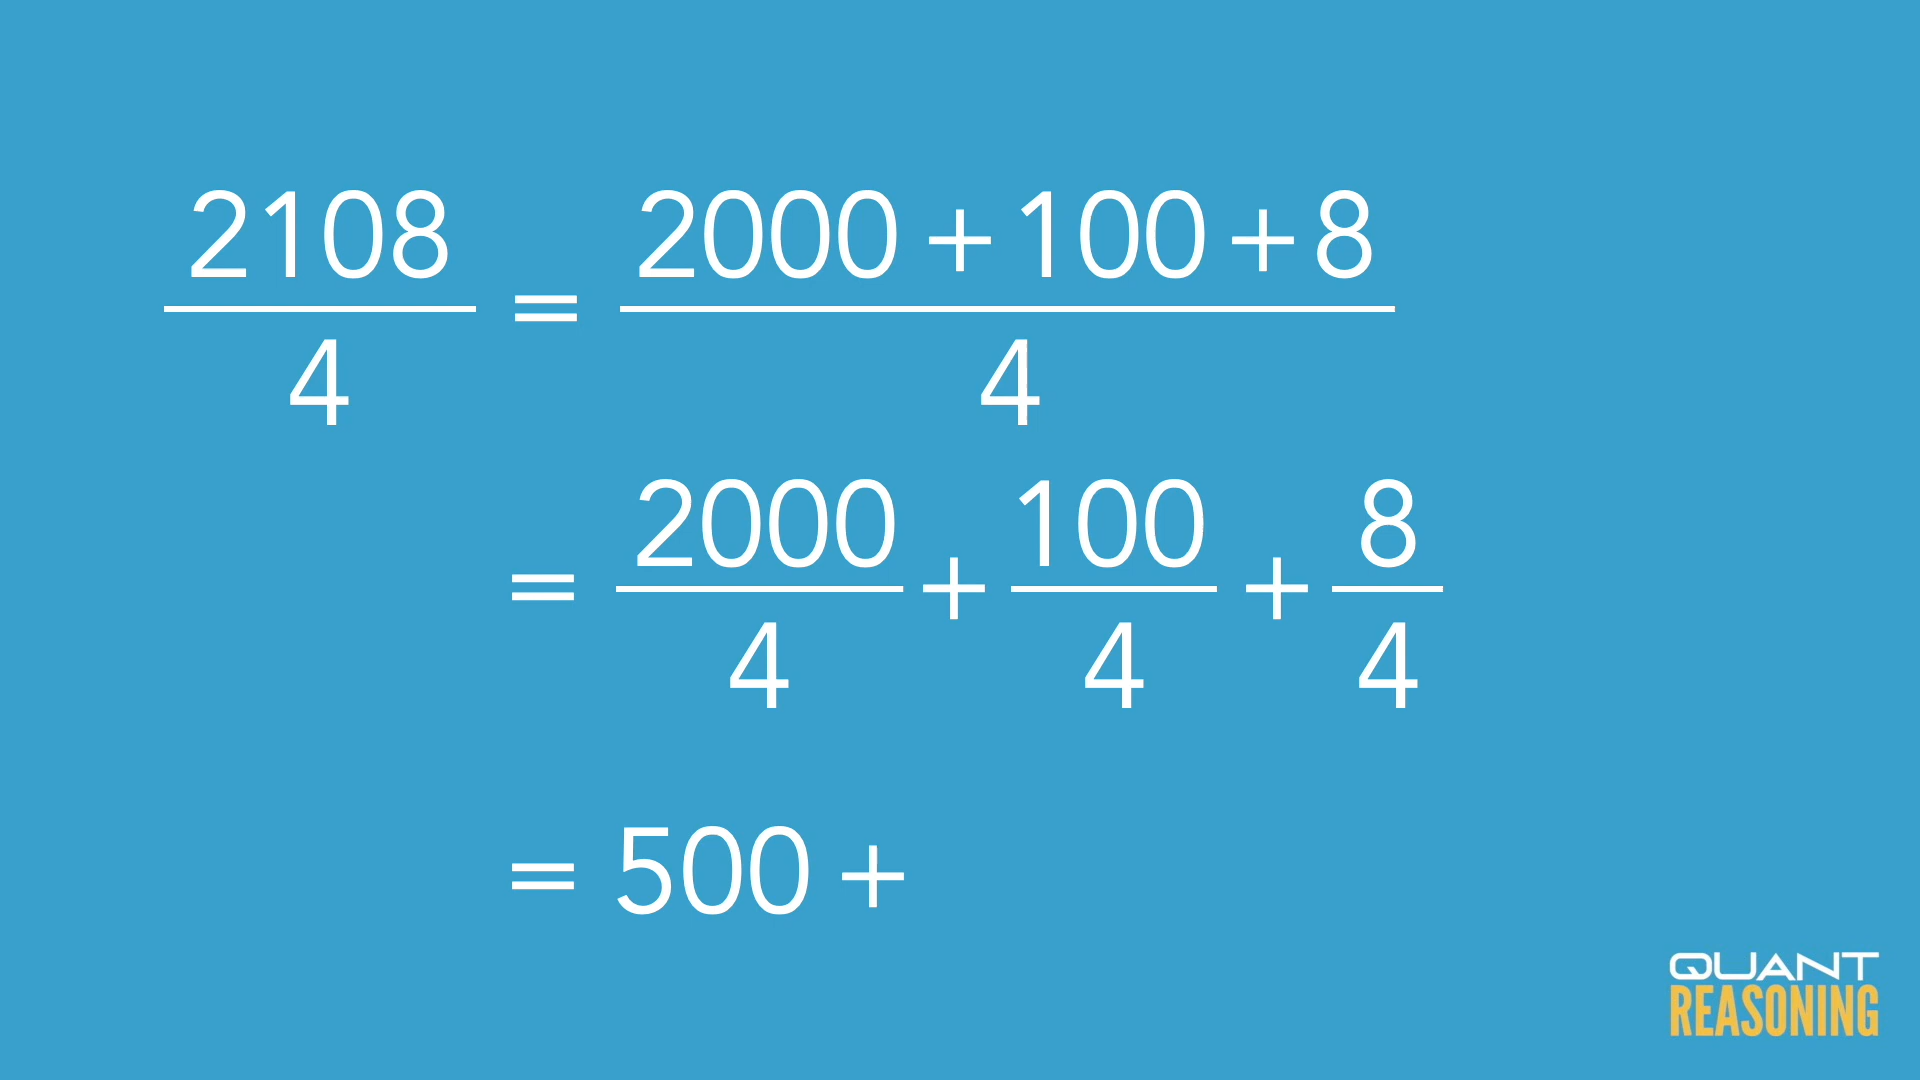 2108/4 = (2000 + 100 + 8)/4
= 2000/4 + 100/4 + 8/4
= 500 +
QUANT
REASONING